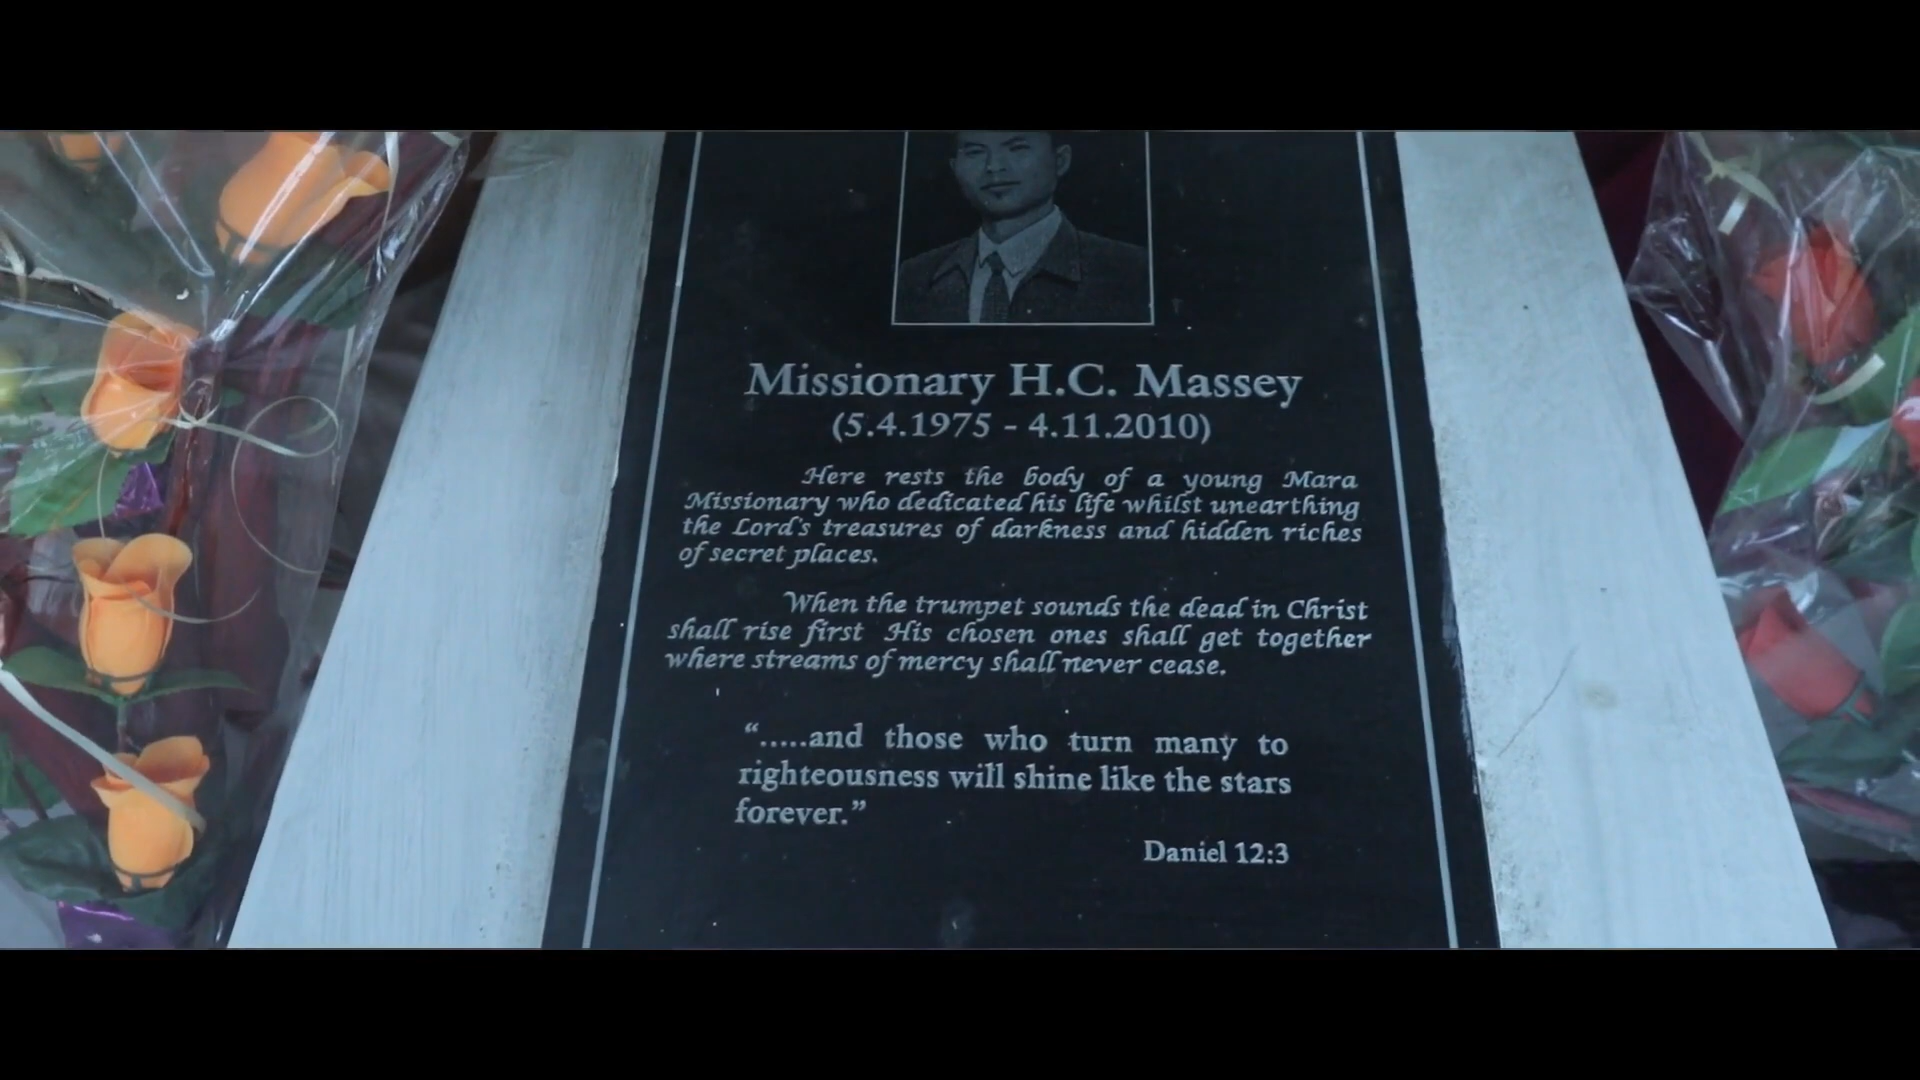 Missionary H.C. Massey
(5.4.1975 - 4.11.2010)
Here rests the body of a young Mara
Missionary who dedicated his life whilst unearthing
the Lord's treasures of darkness and hidden riches
of secret places.
When the trumpet sounds the dead in Christ
shall rise first His chosen ones shall get together
where streams of mercy shall never cease.
“.....and those who turn many to
righteousness will shine like the stars
forever.”
Daniel 12:3